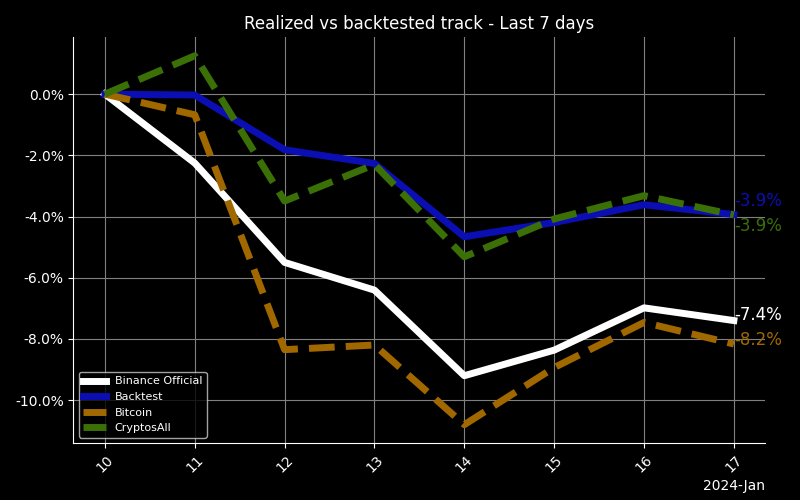 Realized vs backtested track - Last 7 days
0.0%
-2.0%
-4.0%
-6.0%
-8.0%
-10.0%
-3.9%
-3.9%
-7.4%
-8.2%
Binance Official
Backtest
Bitcoin
CryptosAll
10 11 12 13 14 15 16 17
2024-Jan